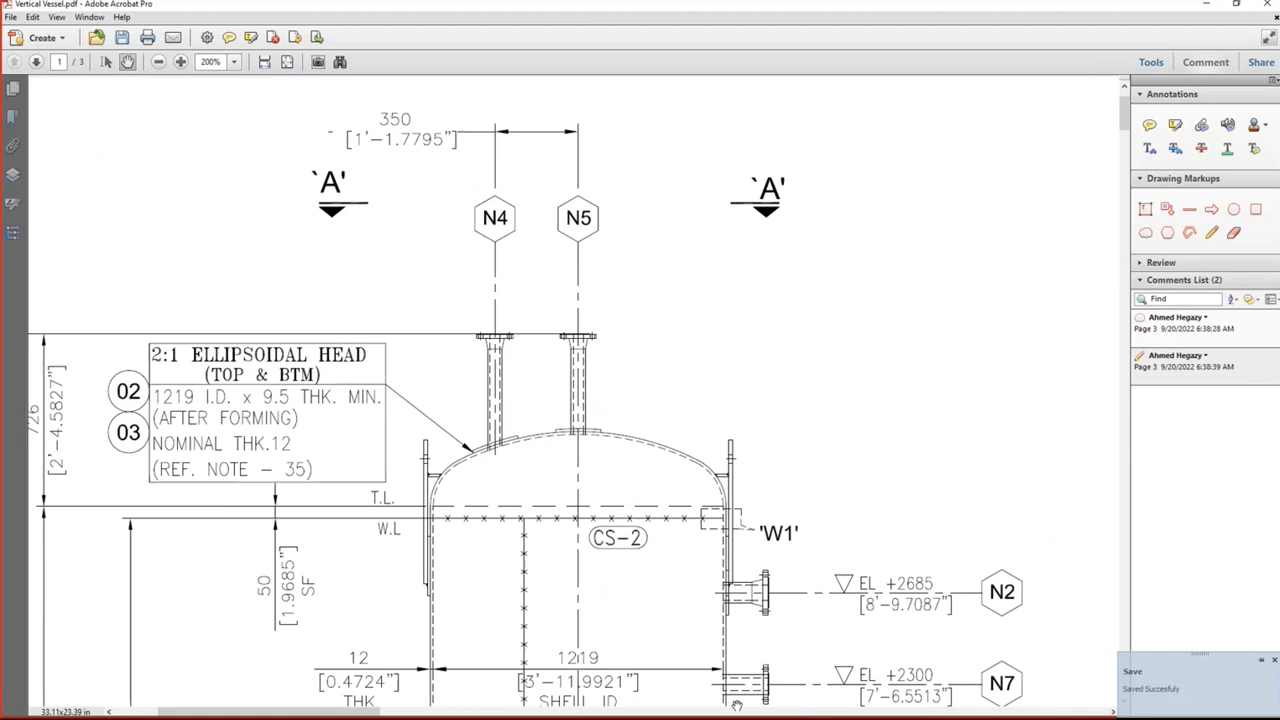 Vertical Vessel.pdf - Adobe Acrobat Pro
File Edit View Window Help
Create
1 / 3 200% Tools Comment Share
Annotations
Drawing Markups
Review
Comments List (2)
Find
Ahmed Hegazy
Page 3 9/20/2022 6:38:28 AM
Ahmed Hegazy
Page 3 9/20/2022 6:38:39 AM
350
[1'-1.7795"]
`A' `A'
N4 N5
2:1 ELLIPSOIDAL HEAD
(TOP & BTM)
02
03
1219 I.D. x 9.5 THK. MIN.
(AFTER FORMING)
NOMINAL THK.12
(REF. NOTE - 35)
726
[2'-4.5827"]
T.L.
W.L
CS-2
'W1'
50
[1.9685"]
SF
EL +2685
[8'-9.7087"]
N2
12
[0.4724"]
THK
1219
[3'-11.9921"]
SHELL ID
EL +2300
[7'-6.5513"]
N7
Save
Saved Succesfuly
33.11x23.39 in